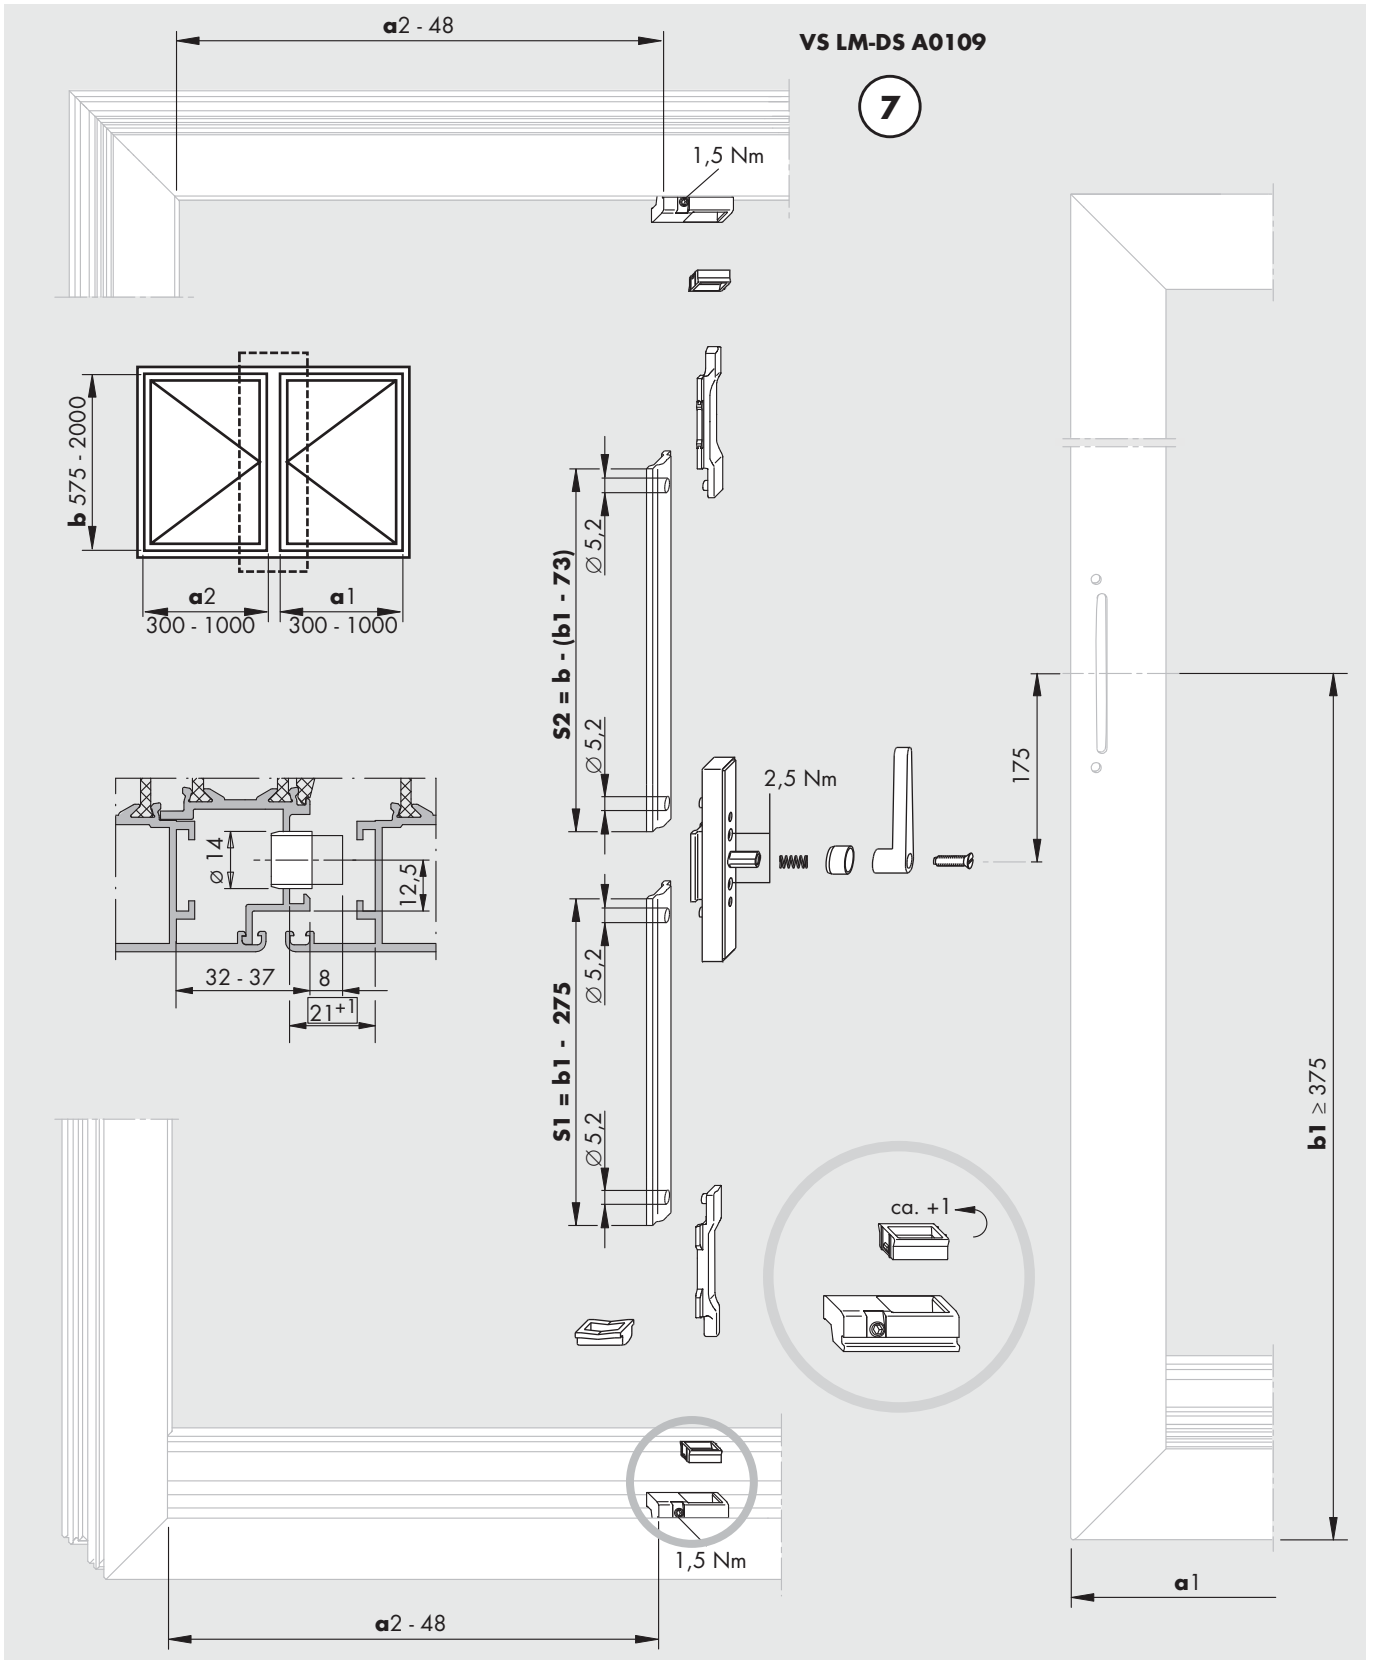 a2 - 48
VS LM-DS A0109
7
1,5 Nm
b 575 - 2000
a2
a1
300 - 1000
300 - 1000
S2 = b - (b1 - 73)
Ø 5,2
Ø 5,2
2,5 Nm
175
Ø 14
12,5
32 - 37
8
21+1
S1 = b1 - 275
Ø 5,2
Ø 5,2
b1 ≥ 375
ca. +1
1,5 Nm
a1
a2 - 48